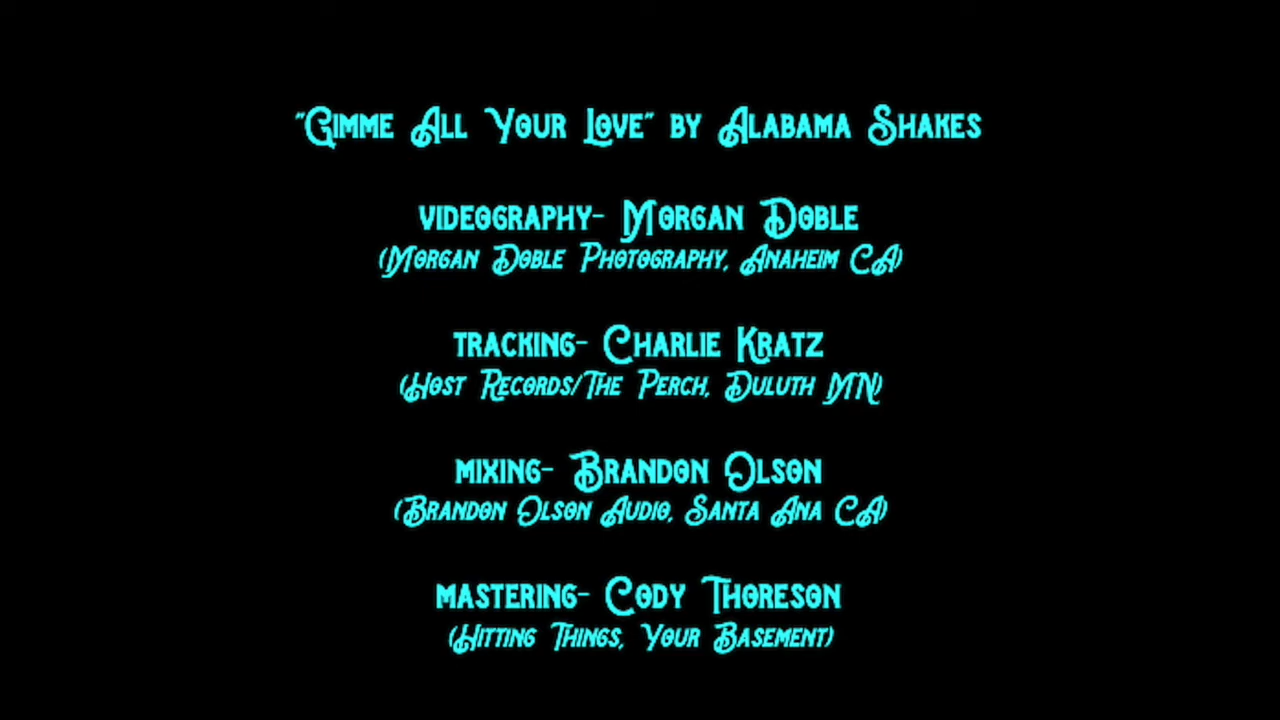 "Gimme All Your Love" by Alabama Shakes
videography- Morgan Doble
(Morgan Doble Photography, Anaheim CA)
tracking- Charlie Kratz
(Host Records/The Perch, Duluth MN)
mixing- Brandon Olson
(Brandon Olson Audio, Santa Ana CA)
mastering- Cody Thoreson
(Hitting Things, Your Basement)